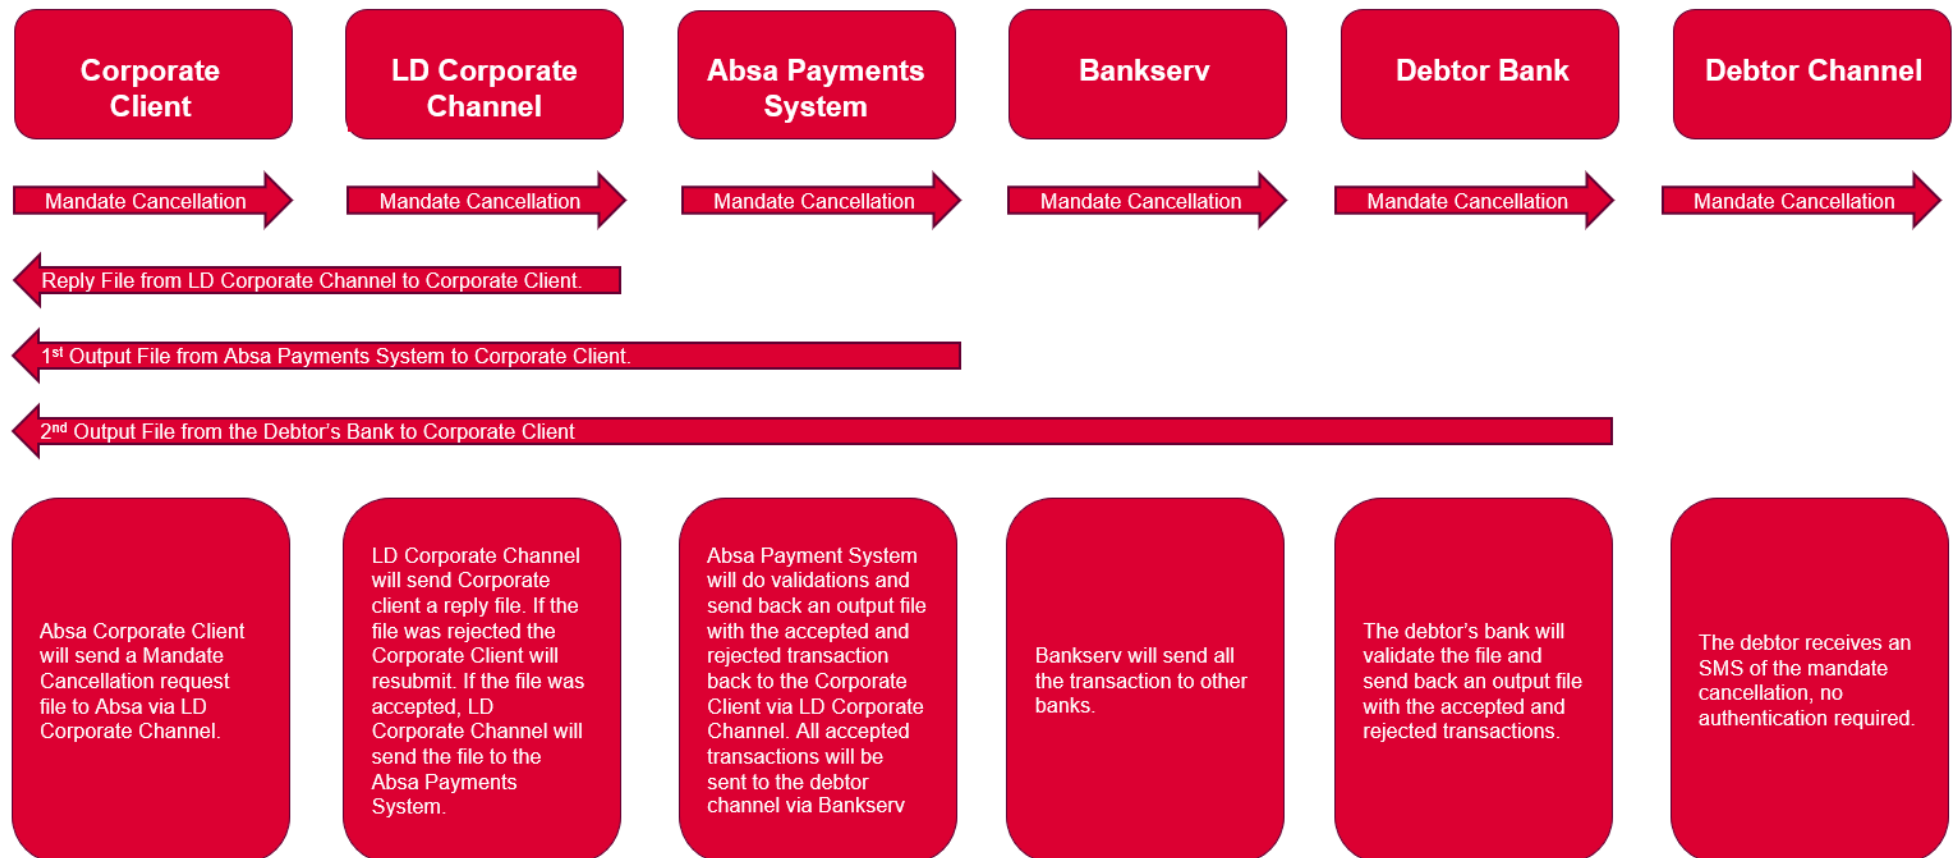 Corporate
Client
LD Corporate
Channel
Absa Payments
System
Bankserv
Debtor Bank
Debtor Channel
Mandate Cancellation
Mandate Cancellation
Mandate Cancellation
Mandate Cancellation
Mandate Cancellation
Mandate Cancellation
Reply File from LD Corporate Channel to Corporate Client.
1st Output File from Absa Payments System to Corporate Client.
2nd Output File from the Debtor's Bank to Corporate Client
Absa Corporate Client
will send a Mandate
Cancellation request
file to Absa via LD
Corporate Channel.
LD Corporate Channel
will send Corporate
client a reply file. If the
file was rejected the
Corporate Client will
resubmit. If the file was
accepted, LD
Corporate Channel will
send the file to the
Absa Payments
System.
Absa Payment System
will do validations and
send back an output file
with the accepted and
rejected transaction
back to the Corporate
Client via LD Corporate
Channel. All accepted
transactions will be
sent to the debtor
channel via Bankserv
Bankserv will send all
the transaction to other
banks.
The debtor's bank will
validate the file and
send back an output file
with the accepted and
rejected transactions.
The debtor receives an
SMS of the mandate
cancellation, no
authentication required.